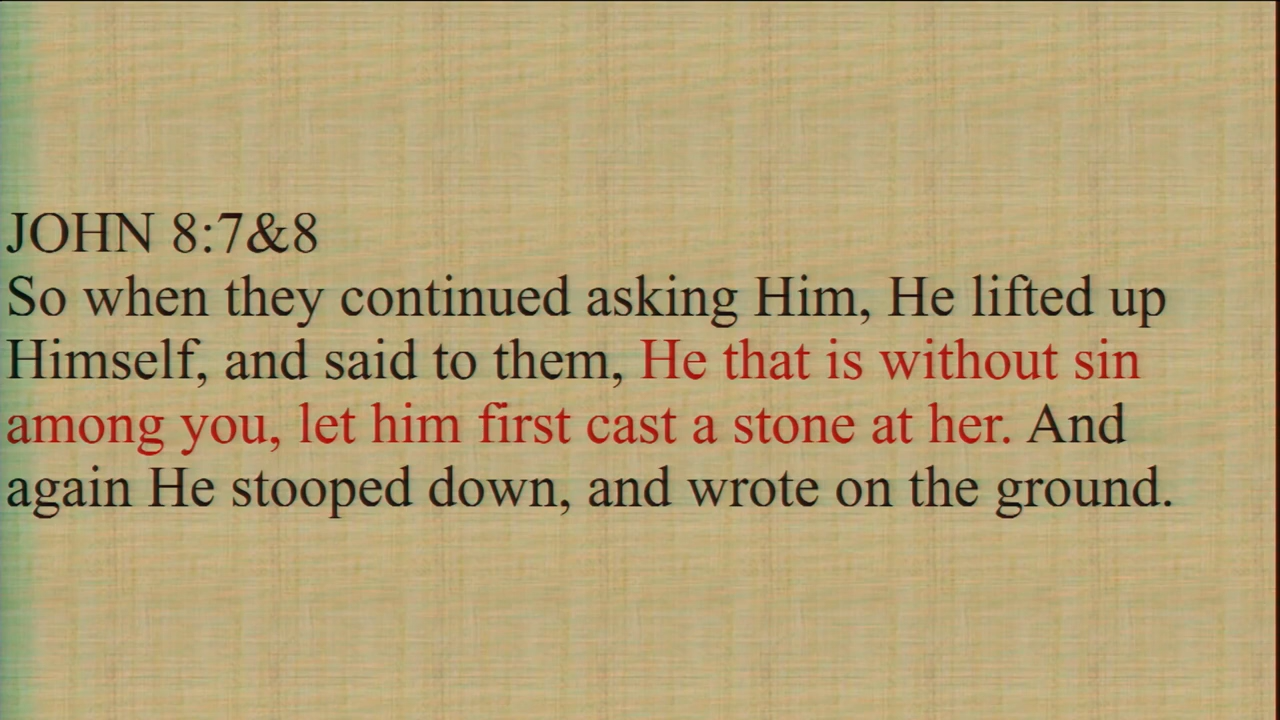 JOHN 8:7&8
So when they continued asking Him, He lifted up
Himself, and said to them, He that is without sin
among you, let him first cast a stone at her. And
again He stooped down, and wrote on the ground.